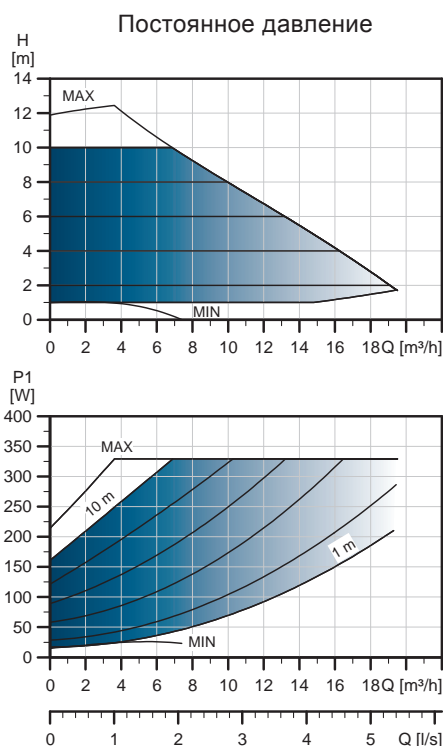 Постоянное давление
H
[m]
14
MAX
12
10
8
6
4
2
MIN
0
0 2 4 6 8 10 12 14 16 18 Q [m³/h]
P1
[W]
400
350
MAX
300
10 m
250
200
150
1 m
100
50
MIN
0
0 2 4 6 8 10 12 14 16 18 Q [m³/h]
0 1 2 3 4 5 Q [l/s]